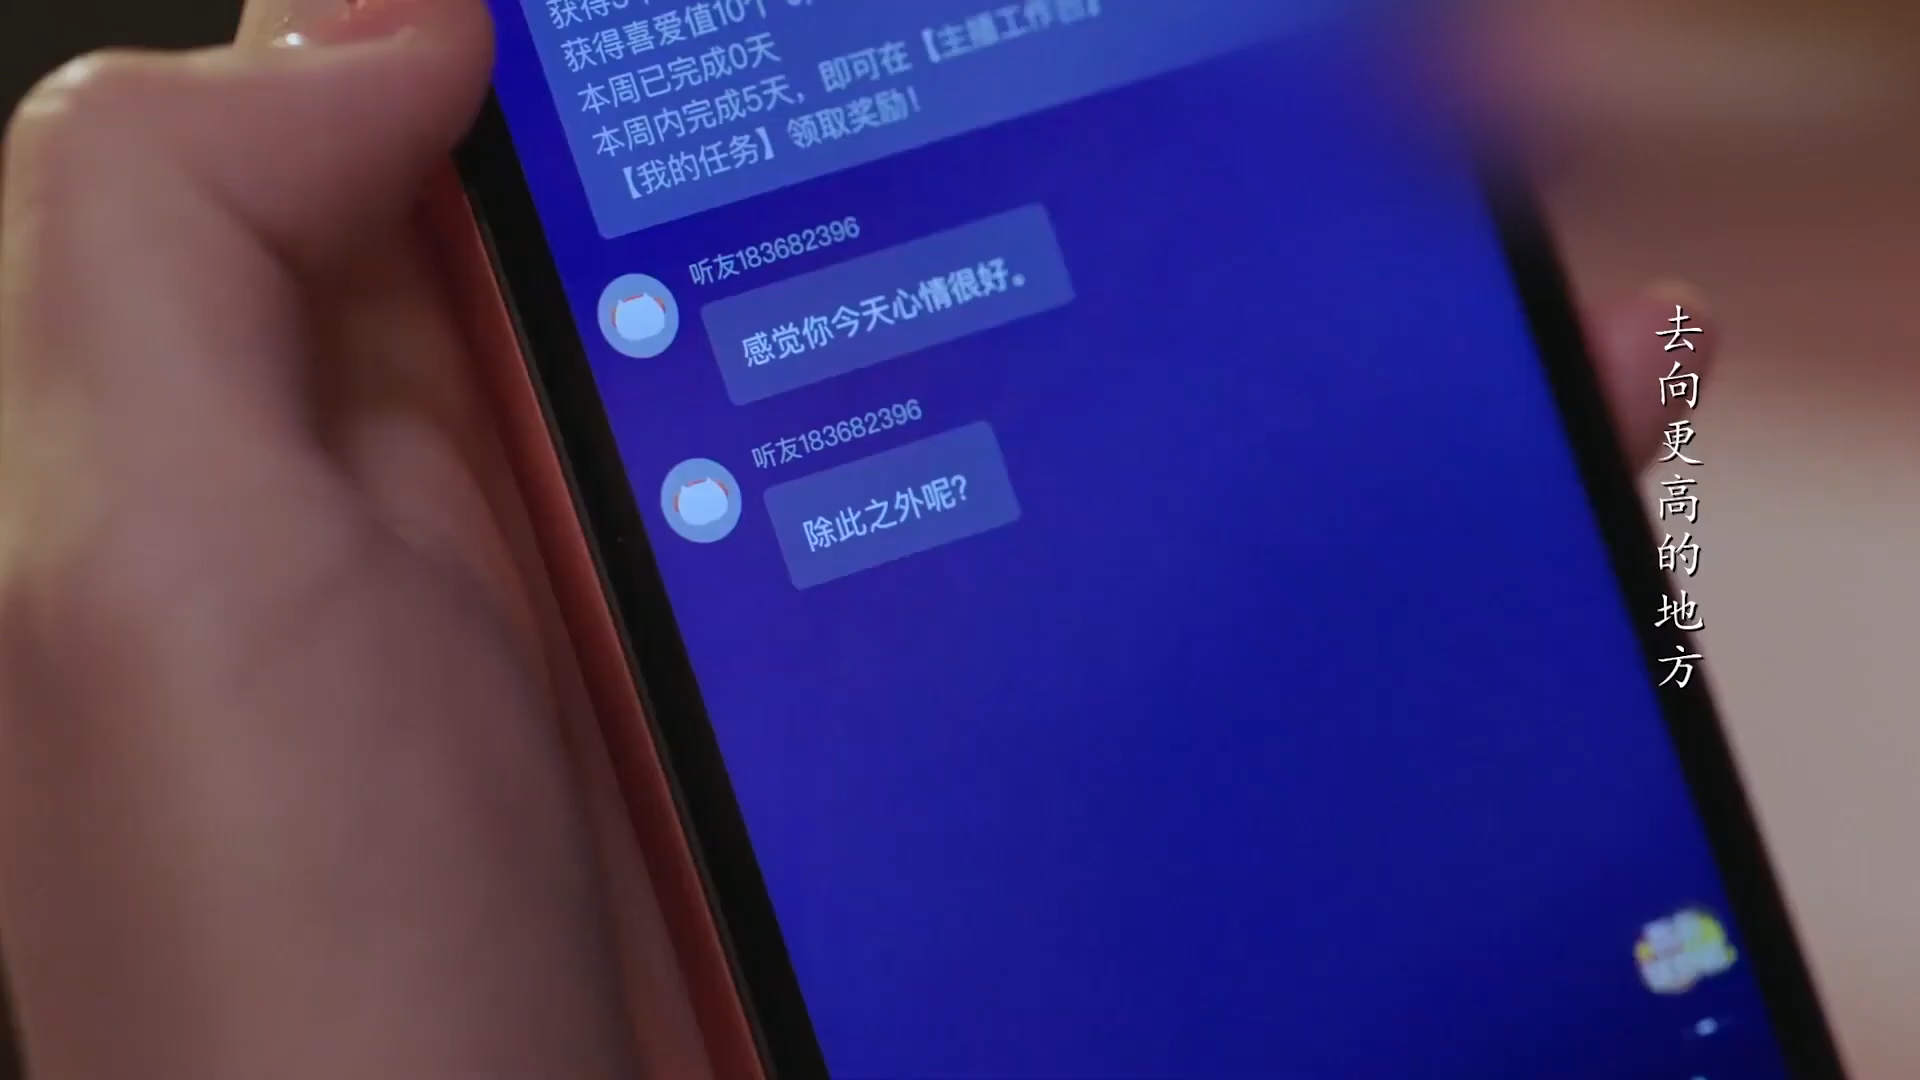 获得喜爱值10个
本周已完成0天
本周内完成5天，即可在【主播工作台】
【我的任务】领取奖励！
听友183682396
感觉你今天心情很好。
听友183682396
除此之外呢？
去向更高的地方